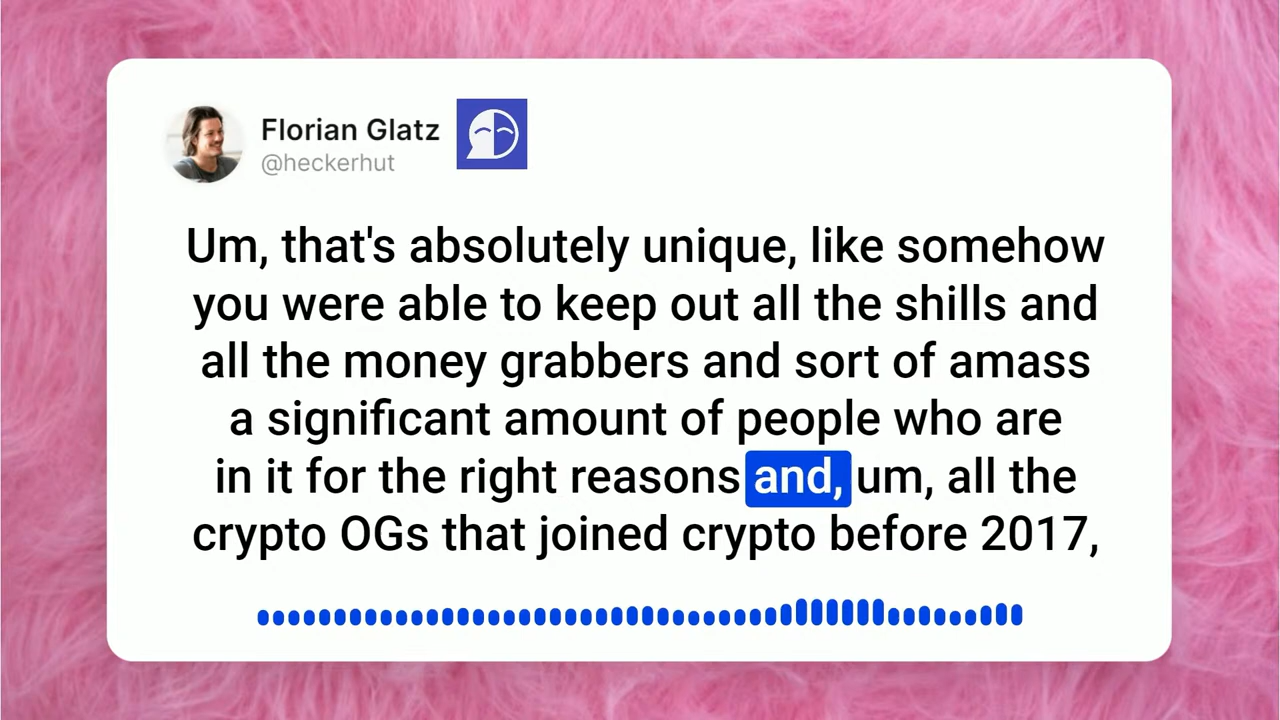 Florian Glatz
@heckerhut
Um, that's absolutely unique, like somehow
you were able to keep out all the shills and
all the money grabbers and sort of amass
a significant amount of people who are
in it for the right reasons and, um, all the
crypto OGs that joined crypto before 2017,